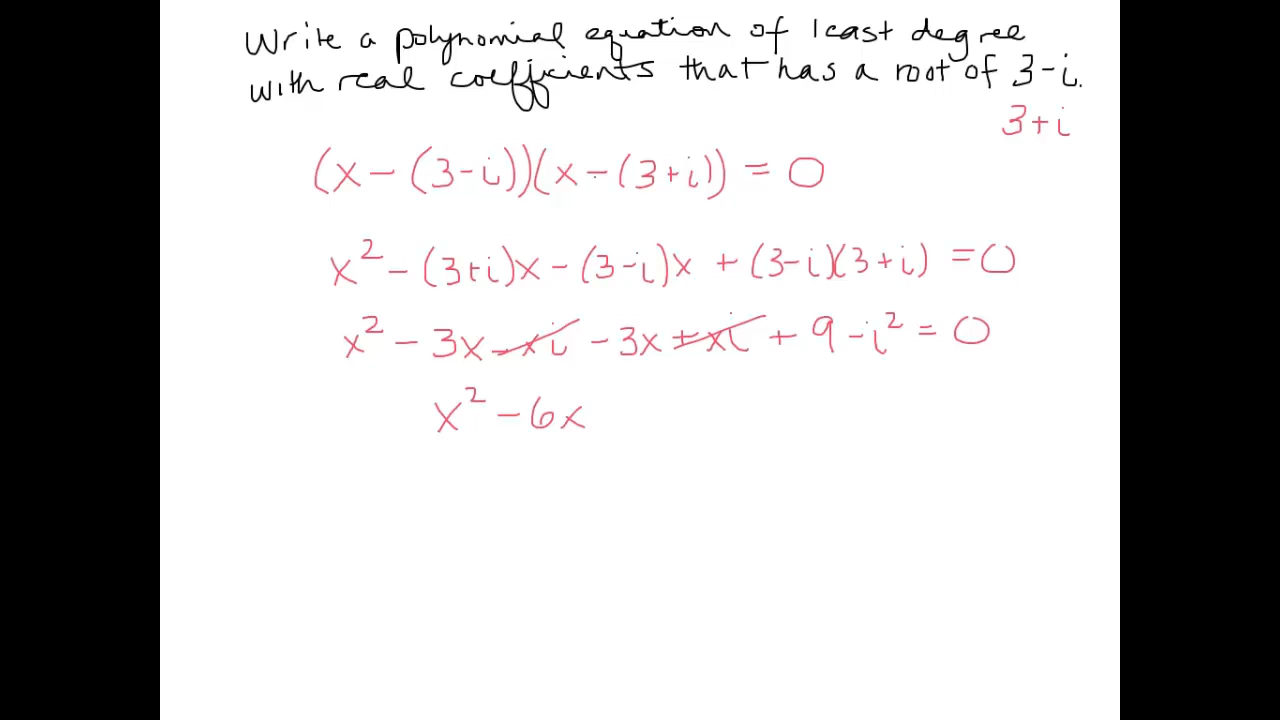 Write a polynomial equation of least degree
with real coefficients that has a root of 3-i.
3+i
(x-(3-i))(x-(3+i)) = 0
x² - (3+i)x - (3-i)x + (3-i)(3+i) = 0
x² - 3x - xi - 3x + xi + 9 - i² = 0
x² - 6x